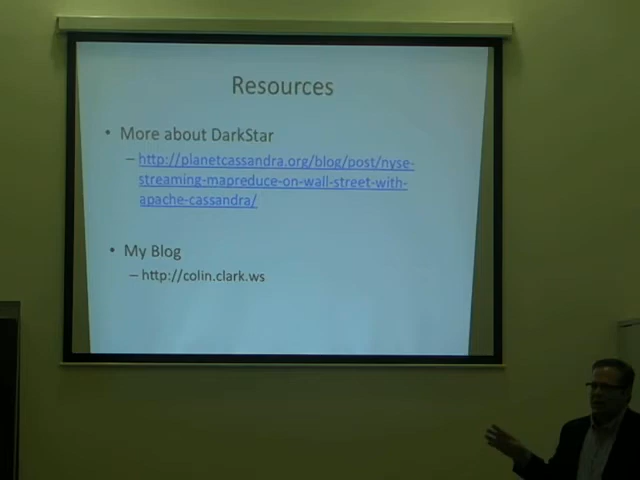 Resources
• More about DarkStar
– http://planetcassandra.org/blog/post/nyse-
streaming-mapreduce-on-wall-street-with-
apache-cassandra/
• My Blog
– http://colin.clark.ws